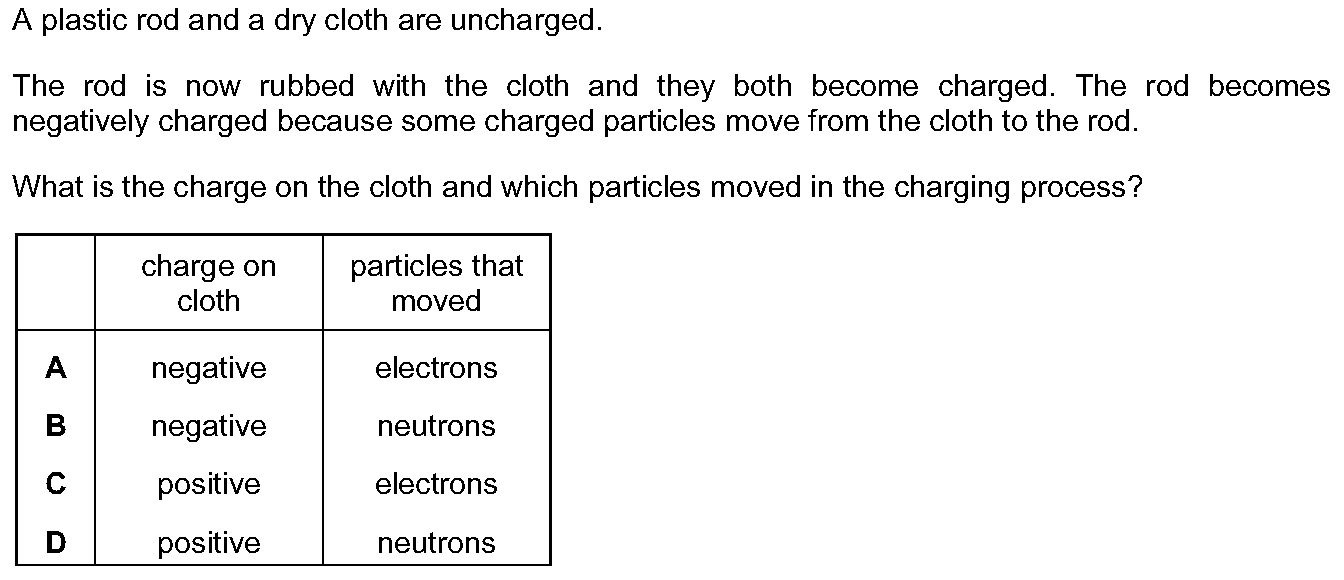 A plastic rod and a dry cloth are uncharged.
The rod is now rubbed with the cloth and they both become charged. The rod becomes
negatively charged because some charged particles move from the cloth to the rod.
What is the charge on the cloth and which particles moved in the charging process?
charge on cloth particles that moved
A negative electrons
B negative neutrons
C positive electrons
D positive neutrons